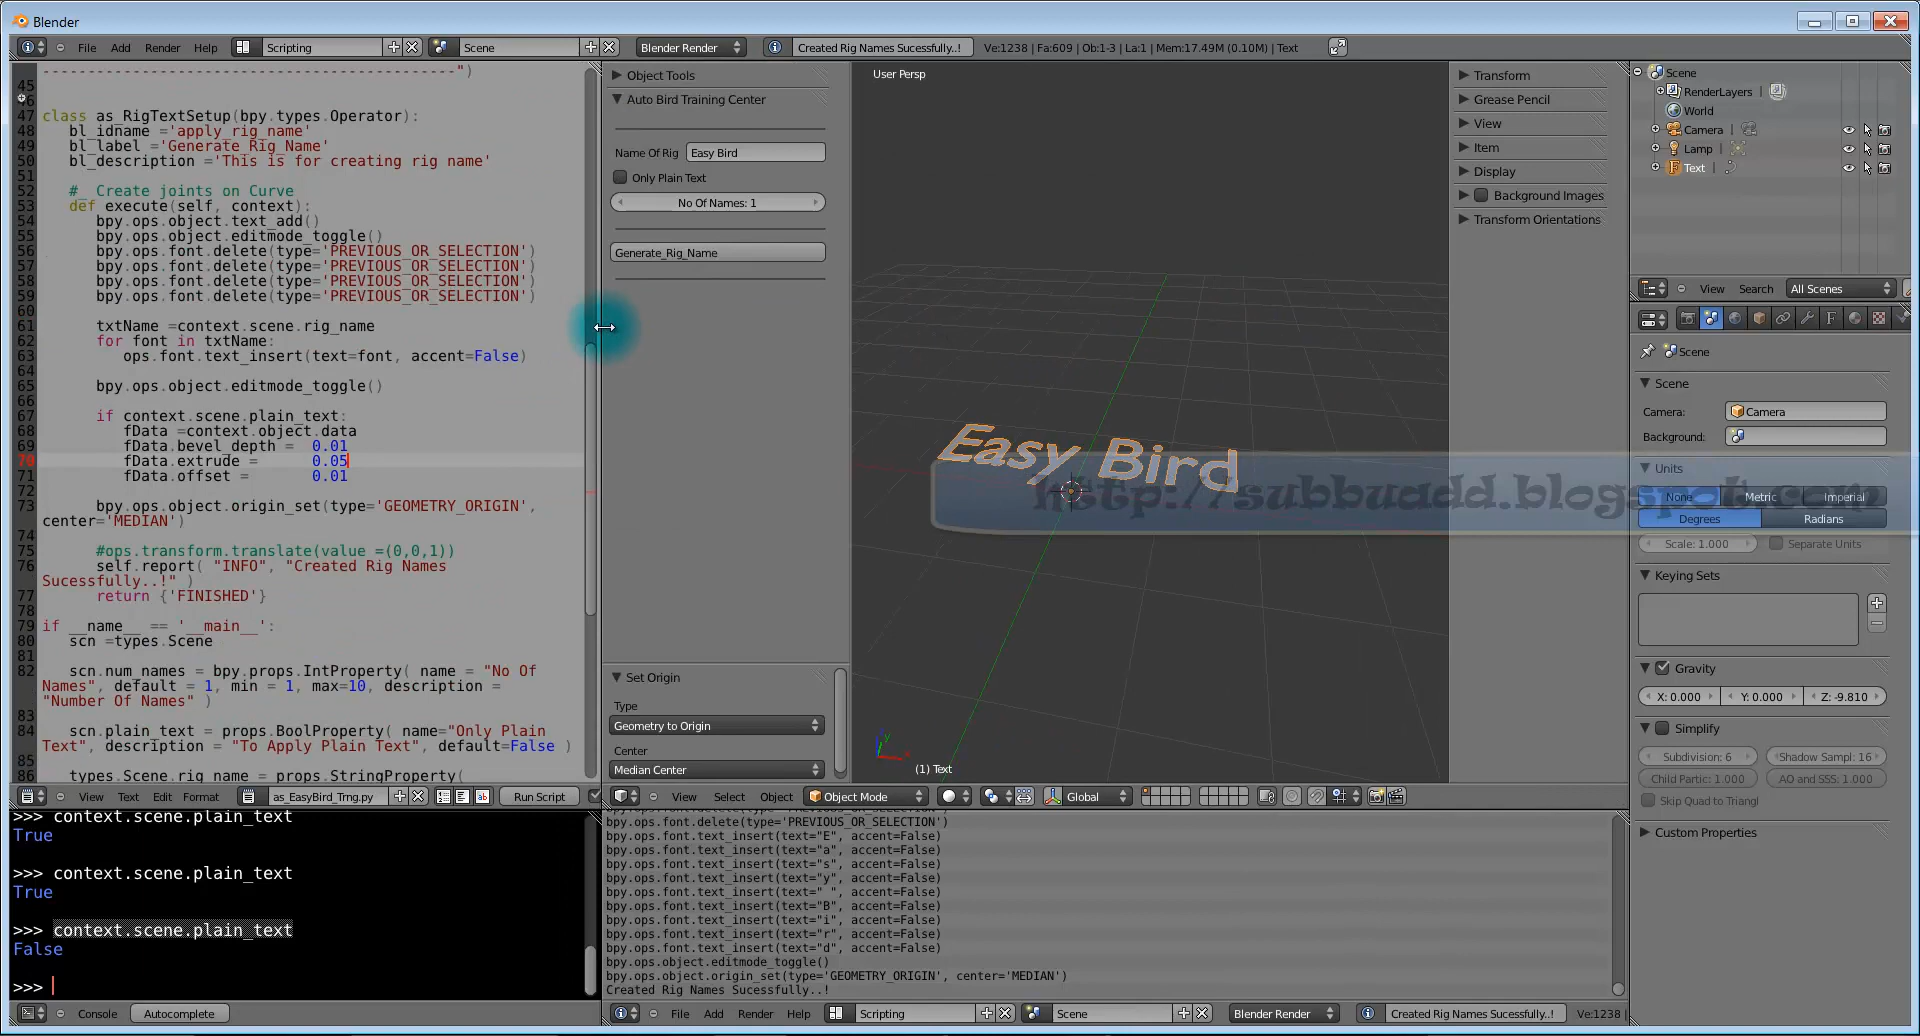 Blender
File Add Render Help Scripting Scene Blender Render Created Rig Names Sucessfully..! Ve:1238 | Fa:609 | Ob:1-3 | La:1 | Mem:17.49M (0.10M) | Text
-----------------------------------------------")
45
46
47 class as_RigTextSetup(bpy.types.Operator):
48 bl_idname ='apply_rig_name'
49 bl_label ='Generate_Rig_Name'
50 bl_description ='This is for creating rig name'
51
52 #_ Create joints on Curve
53 def execute(self, context):
54 bpy.ops.object.text_add()
55 bpy.ops.object.editmode_toggle()
56 bpy.ops.font.delete(type='PREVIOUS_OR_SELECTION')
57 bpy.ops.font.delete(type='PREVIOUS_OR_SELECTION')
58 bpy.ops.font.delete(type='PREVIOUS_OR_SELECTION')
59 bpy.ops.font.delete(type='PREVIOUS_OR_SELECTION')
60
61 txtName =context.scene.rig_name
62 for font in txtName:
63 ops.font.text_insert(text=font, accent=False)
64
65 bpy.ops.object.editmode_toggle()
66
67 if context.scene.plain_text:
68 fData =context.object.data
69 fData.bevel_depth = 0.01
70 fData.extrude = 0.05
71 fData.offset = 0.01
72
73 bpy.ops.object.origin_set(type='GEOMETRY_ORIGIN',
center='MEDIAN')
74
75 #ops.transform.translate(value =(0,0,1))
76 self.report( "INFO", "Created Rig Names
Sucessfully..!" )
77 return {'FINISHED'}
78
79 if __name__ == '__main__':
80 scn =types.Scene
81
82 scn.num_names = bpy.props.IntProperty( name = "No Of
Names", default = 1, min = 1, max=10, description =
"Number Of Names" )
83
84 scn.plain_text = props.BoolProperty( name="Only Plain
Text", description = "To Apply Plain Text", default=False )
85
86 types.Scene.rig_name = props.StringProperty(
View Text Edit Format as_EasyBird_Trng.py Run Script
>>> context.scene.plain_text
True
>>> context.scene.plain_text
True
>>> context.scene.plain_text
False
>>>
Console Autocomplete
Object Tools
Auto Bird Training Center
Name Of Rig Easy Bird
Only Plain Text
No Of Names: 1
Generate_Rig_Name
Set Origin
Type
Geometry to Origin
Center
Median Center
User Persp
Easy Bird
http://subbuadd.blogspot.com
(1) Text
View Select Object Object Mode Global
bpy.ops.font.delete(type='PREVIOUS_OR_SELECTION')
bpy.ops.font.delete(type='PREVIOUS_OR_SELECTION')
bpy.ops.font.text_insert(text="E", accent=False)
bpy.ops.font.text_insert(text="a", accent=False)
bpy.ops.font.text_insert(text="s", accent=False)
bpy.ops.font.text_insert(text="y", accent=False)
bpy.ops.font.text_insert(text=" ", accent=False)
bpy.ops.font.text_insert(text="B", accent=False)
bpy.ops.font.text_insert(text="i", accent=False)
bpy.ops.font.text_insert(text="r", accent=False)
bpy.ops.font.text_insert(text="d", accent=False)
bpy.ops.object.editmode_toggle()
bpy.ops.object.origin_set(type='GEOMETRY_ORIGIN', center='MEDIAN')
Created Rig Names Sucessfully..!
File Add Render Help Scripting Scene Blender Render Created Rig Names Sucessfully..! Ve:1238 |
Transform
Grease Pencil
View
Item
Display
Background Images
Transform Orientations
Scene
RenderLayers
World
Camera
Lamp
Text
View Search All Scenes
F
Scene
Scene
Camera: Camera
Background:
Units
None Metric Imperial
Degrees Radians
Scale: 1.000 Separate Units
Keying Sets
Gravity
X: 0.000 Y: 0.000 Z: -9.810
Simplify
Subdivision: 6 Shadow Sampl: 16
Child Partic: 1.000 AO and SSS: 1.000
Skip Quad to Triangl
Custom Properties